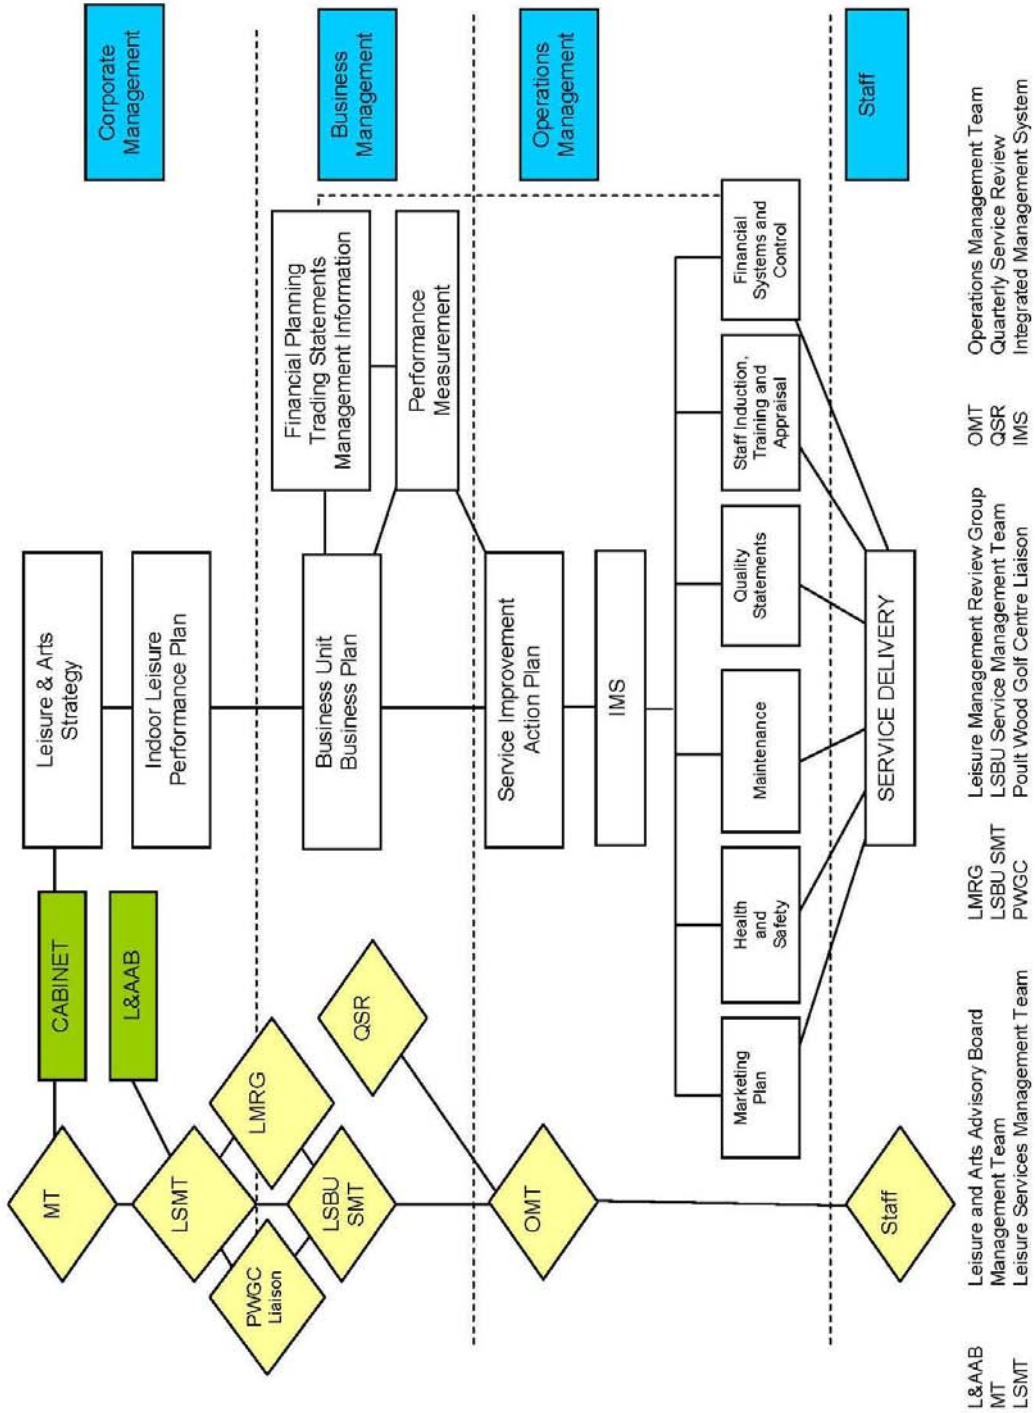 MT
CABINET
Leisure & Arts
Strategy
Corporate
Management
LSMT
L&AAB
Indoor Leisure
Performance Plan
PWGC
Liaison
LMRG
LSBU
SMT
QSR
Business Unit
Business Plan
Financial Planning
Trading Statements
Management Information
Performance
Measurement
Business
Management
OMT
Service Improvement
Action Plan
Operations
Management
IMS
Marketing
Plan
Health
and
Safety
Maintenance
Quality
Statements
Staff Induction,
Training and
Appraisal
Financial
Systems and
Control
Staff
SERVICE DELIVERY
Staff
L&AAB Leisure and Arts Advisory Board
MT Management Team
LSMT Leisure Services Management Team
LMRG Leisure Management Review Group
LSBU SMT LSBU Service Management Team
PWGC Poult Wood Golf Centre Liaison
OMT Operations Management Team
QSR Quarterly Service Review
IMS Integrated Management System